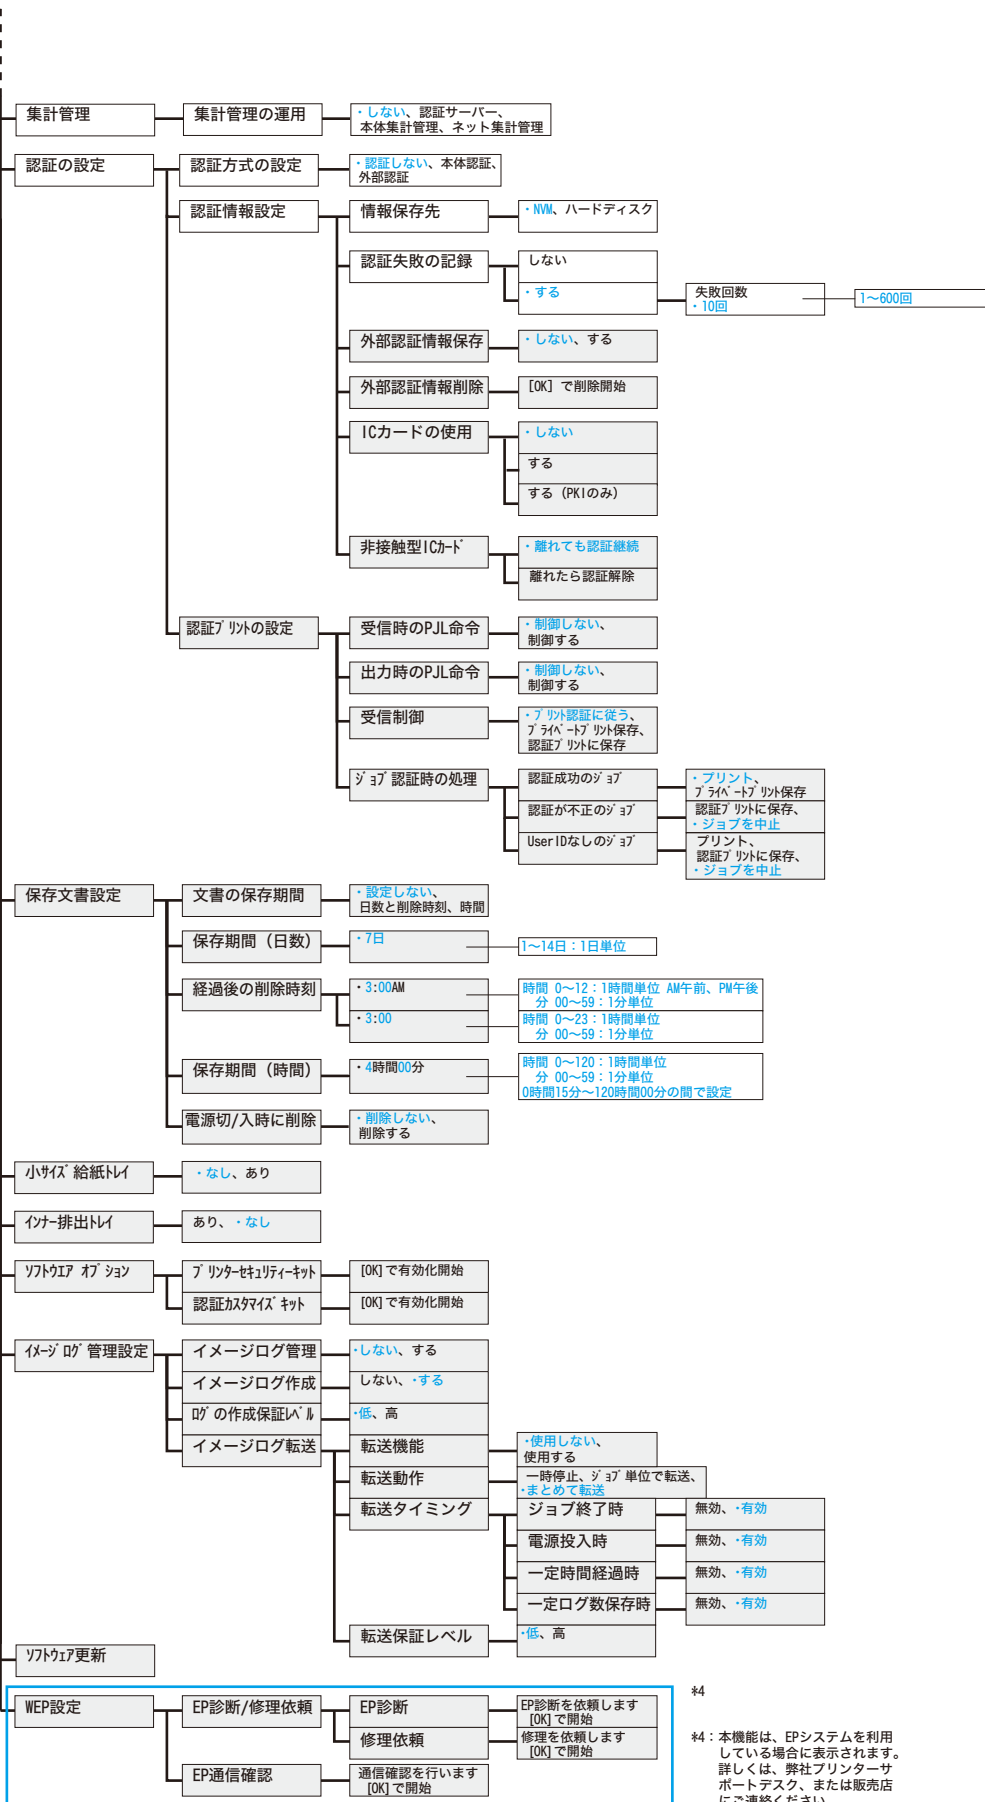 集計管理
集計管理の運用
・しない、認証サーバー、
本体集計管理、ネット集計管理
認証の設定
認証方式の設定
・認証しない、本体認証、
外部認証
認証情報設定
情報保存先
・NVM、ハードディスク
認証失敗の記録
しない
・する
失敗回数
・10回
1〜600回
外部認証情報保存
・しない、する
外部認証情報削除
[OK] で削除開始
ICカードの使用
・しない
する
する（PKIのみ）
非接触型ICｶｰﾄﾞ
・離れても認証継続
離れたら認証解除
認証ﾌﾟﾘﾝﾄの設定
受信時のPJL命令
・制御しない、
制御する
出力時のPJL命令
・制御しない、
制御する
受信制御
・ﾌﾟﾘﾝﾄ認証に従う、
ﾌﾟﾗｲﾍﾞｰﾄﾌﾟﾘﾝﾄ保存、
認証ﾌﾟﾘﾝﾄに保存
ｼﾞｮﾌﾞ認証時の処理
認証成功のｼﾞｮﾌﾞ
・プリント、
ﾌﾟﾗｲﾍﾞｰﾄﾌﾟﾘﾝﾄ保存
認証が不正のｼﾞｮﾌﾞ
認証ﾌﾟﾘﾝﾄに保存、
・ジョブを中止
UserIDなしのｼﾞｮﾌﾞ
プリント、
認証ﾌﾟﾘﾝﾄに保存、
・ジョブを中止
保存文書設定
文書の保存期間
・設定しない、
日数と削除時刻、時間
保存期間（日数）
・7日
1〜14日：1日単位
経過後の削除時刻
・3:00AM
時間 0〜12：1時間単位 AM午前、PM午後
分 00〜59：1分単位
・3:00
時間 0〜23：1時間単位
分 00〜59：1分単位
保存期間（時間）
・4時間00分
時間 0〜120：1時間単位
分 00〜59：1分単位
0時間15分〜120時間00分の間で設定
電源切/入時に削除
・削除しない、
削除する
小ｻｲｽﾞ給紙ﾄﾚｲ
・なし、あり
ｲﾝﾅｰ排出ﾄﾚｲ
あり、・なし
ｿﾌﾄｳｴｱ ｵﾌﾟｼｮﾝ
ﾌﾟﾘﾝﾀｰｾｷｭﾘﾃｨｰｷｯﾄ
[OK]で有効化開始
認証ｶｽﾀﾏｲｽﾞｷｯﾄ
[OK]で有効化開始
ｲﾒｰｼﾞﾛｸﾞ管理設定
イメージログ管理
・しない、する
イメージログ作成
しない、・する
ﾛｸﾞの作成保証ﾚﾍﾞﾙ
・低、高
イメージログ転送
転送機能
・使用しない、
使用する
転送動作
一時停止、ｼﾞｮﾌﾞ単位で転送、
・まとめて転送
転送タイミング
ジョブ終了時
無効、・有効
電源投入時
無効、・有効
一定時間経過時
無効、・有効
一定ログ数保存時
無効、・有効
転送保証レベル
・低、高
ｿﾌﾄｳｪｱ更新
WEP設定
EP診断/修理依頼
EP診断
EP診断を依頼します
[OK]で開始
修理依頼
修理を依頼します
[OK]で開始
EP通信確認
通信確認を行います
[OK]で開始
*4
*4：本機能は、EPシステムを利用
している場合に表示されます。
詳しくは、弊社プリンターサ
ポートデスク、または販売店
にご連絡ください。